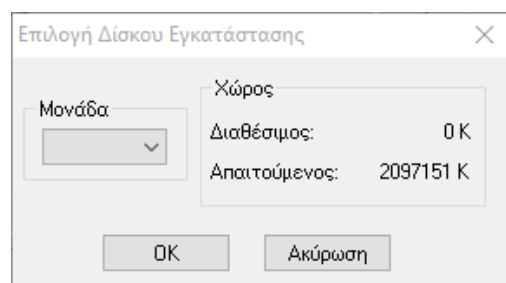 Επιλογή Δίσκου Εγκατάστασης
Μονάδα
Χώρος
Διαθέσιμος: 0 K
Απαιτούμενος: 2097151 K
OK
Ακύρωση